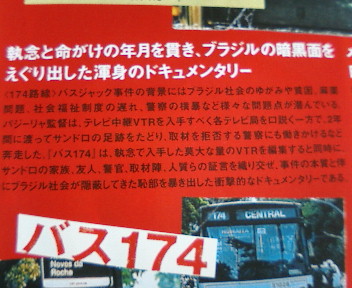 執念と命がけの年月を貫き、ブラジルの暗黒面を
えぐり出した渾身のドキュメンタリー
〈174路線〉バスジャック事件の背景にはブラジル社会のゆがみや貧困、麻薬
問題、社会福祉制度の遅れ、警察の横暴など様々な問題点が潜んでいる。
パジーリャ監督は、テレビ中継VTRを入手すべく各テレビ局を口説く一方で、2年
間に渡ってサンドロの足跡をたどり、取材を拒否する警察にも働きかけるなど
奔走した。『バス174』は、執念で入手した莫大な量のVTRを編集すると同時に、
サンドロの家族、友人、警官、取材陣、人質らの証言を織り交ぜ、事件の本質と伴
にブラジル社会が隠蔽してきた恥部を暴き出した衝撃的なドキュメンタリーである。
174 CENTRAL
バス174
Novos da
Rocha